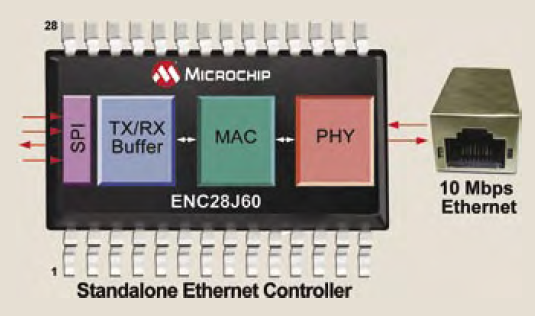 28
MICROCHIP
SPI
TX/RX
Buffer
MAC
PHY
ENC28J60
10 Mbps
Ethernet
1
Standalone Ethernet Controller